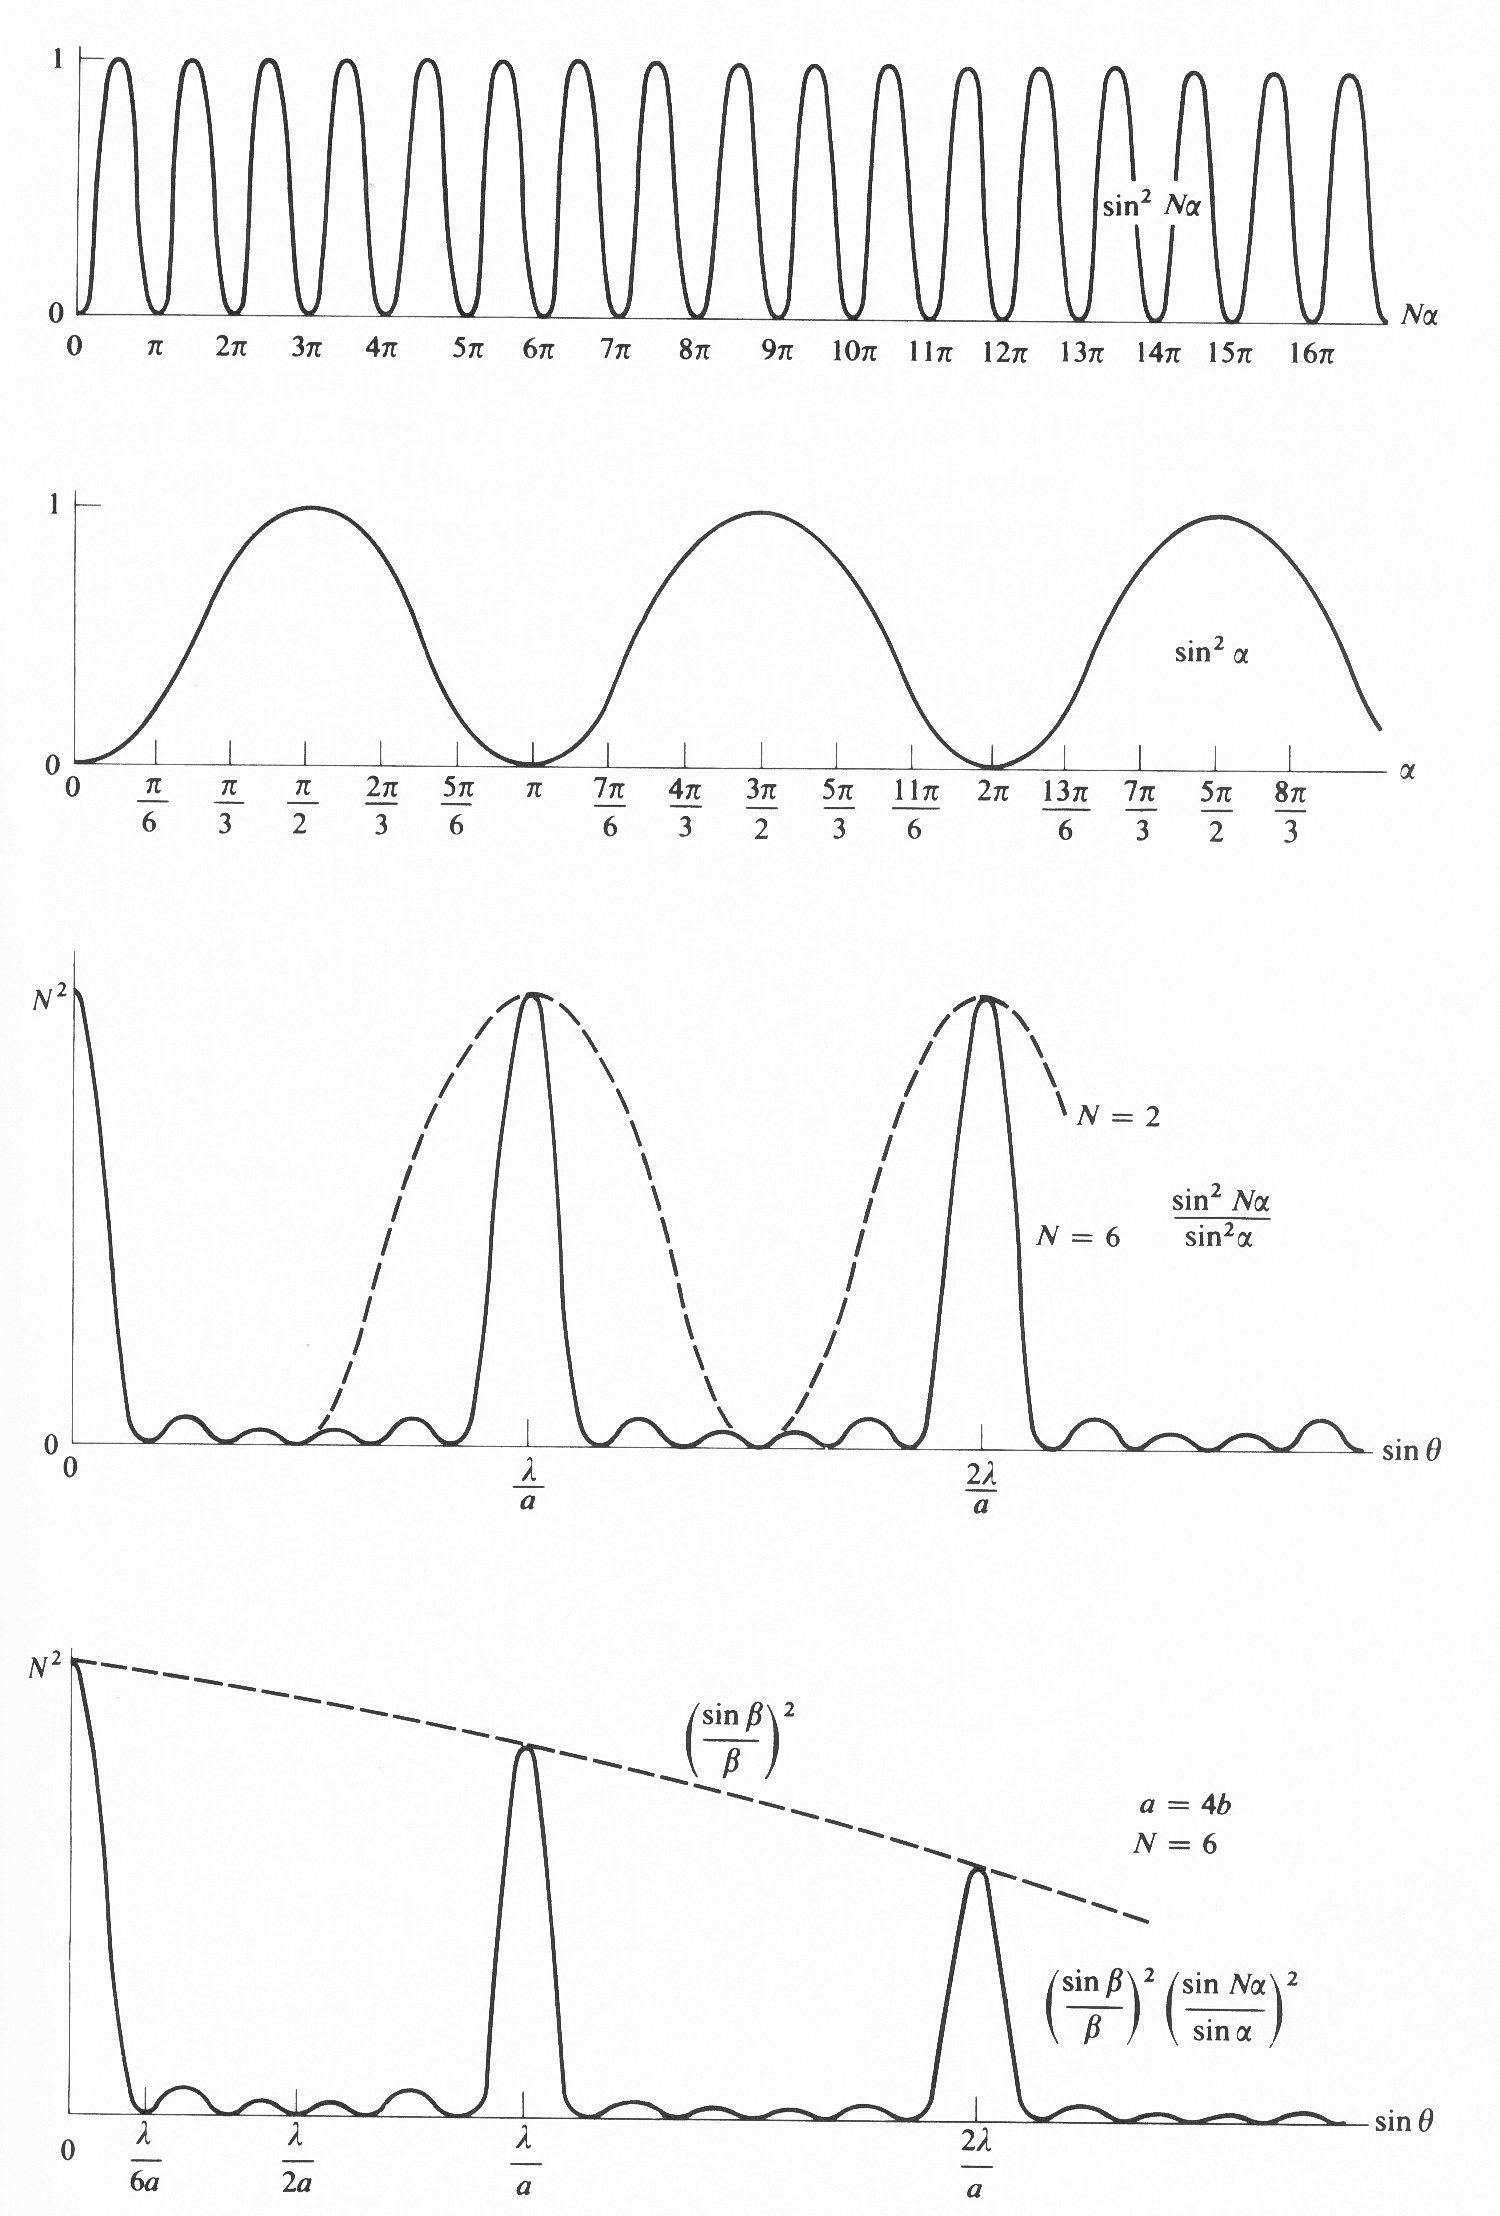 1
sin² Nα
0
Nα
0 π 2π 3π 4π 5π 6π 7π 8π 9π 10π 11π 12π 13π 14π 15π 16π
1
sin² α
0
α
0 π/6 π/3 π/2 2π/3 5π/6 π 7π/6 4π/3 3π/2 5π/3 11π/6 2π 13π/6 7π/3 5π/2 8π/3
N²
N = 2
N = 6 sin² Nα/sin²α
0
sin θ
0 λ/a 2λ/a
N²
(sin β/β)²
a = 4b
N = 6
(sin β/β)² (sin Nα/sin α)²
sin θ
0 λ/6a λ/2a λ/a 2λ/a